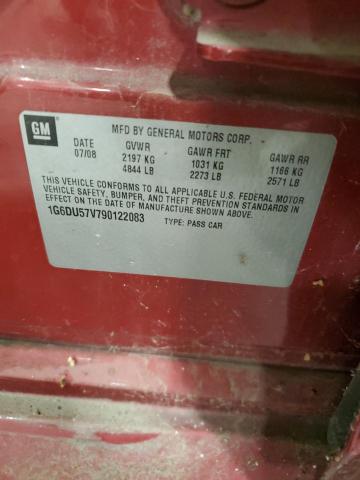 GM
MFD BY GENERAL MOTORS CORP.
DATE GVWR GAWR FRT GAWR RR
07/08 2197 KG 1031 KG 1166 KG
4844 LB 2273 LB 2571 LB
THIS VEHICLE CONFORMS TO ALL APPLICABLE U.S. FEDERAL MOTOR
VEHICLE SAFETY, BUMPER, AND THEFT PREVENTION STANDARDS IN
EFFECT ON THE DATE OF MANUFACTURE SHOWN ABOVE.
1G6DU57V790122083 TYPE: PASS CAR